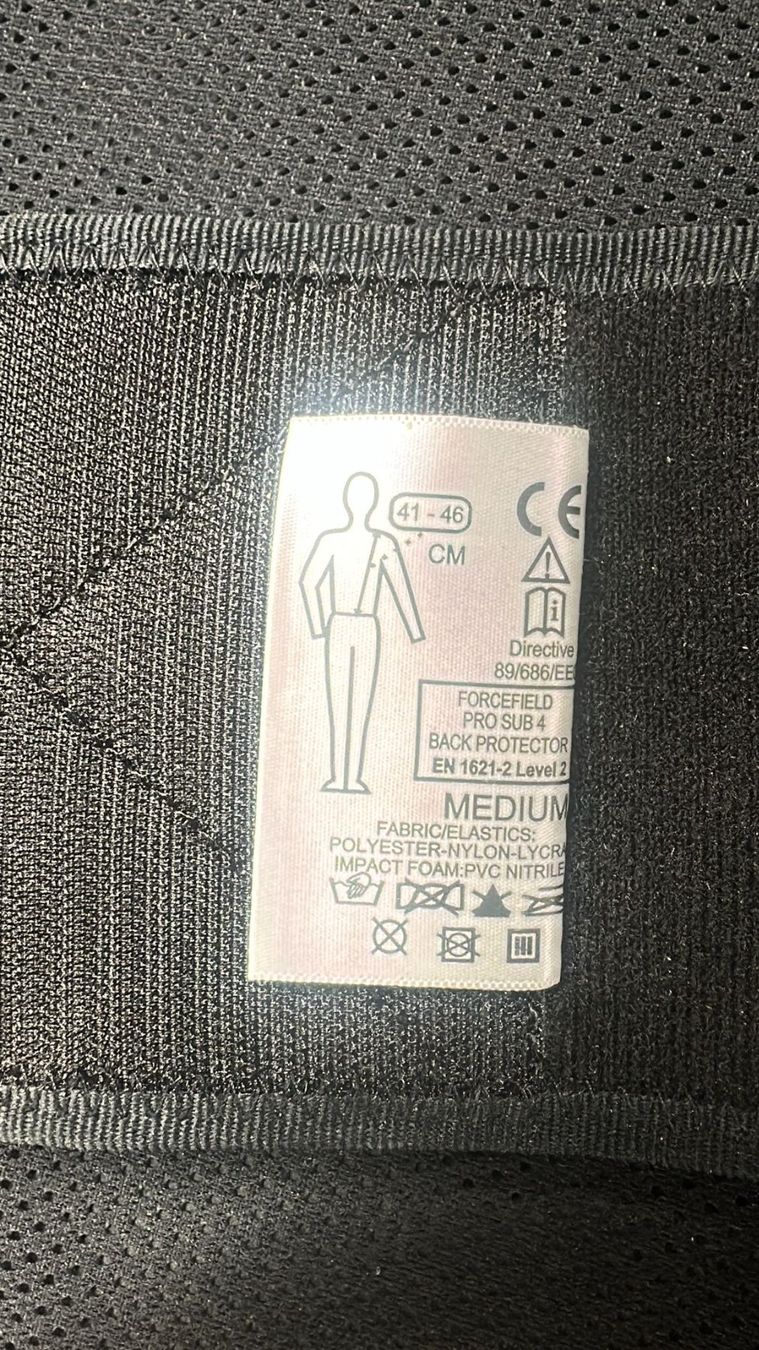 41 - 46
CM
CE
Directive
89/686/EE
FORCEFIELD
PRO SUB 4
BACK PROTECTOR
EN 1621-2 Level 2
MEDIUM
FABRIC/ELASTICS:
POLYESTER-NYLON-LYCRA
IMPACT FOAM:PVC NITRILE